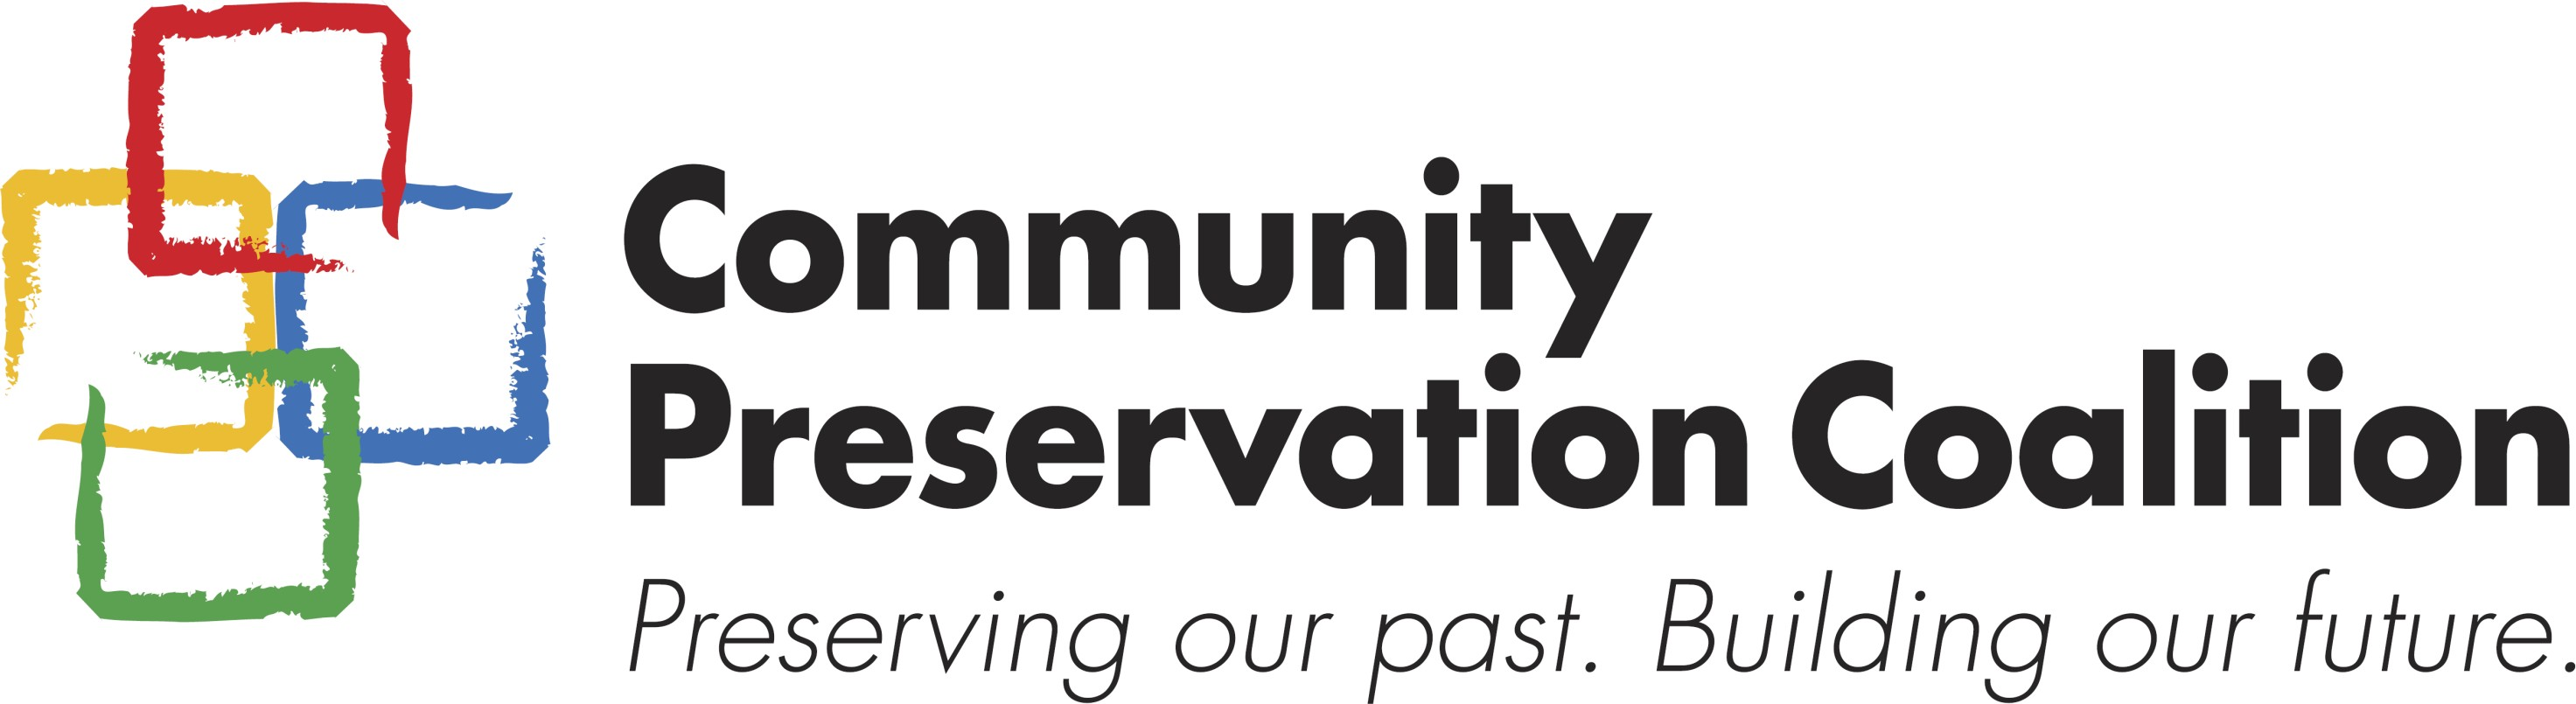 Community
Preservation Coalition
Preserving our past. Building our future.